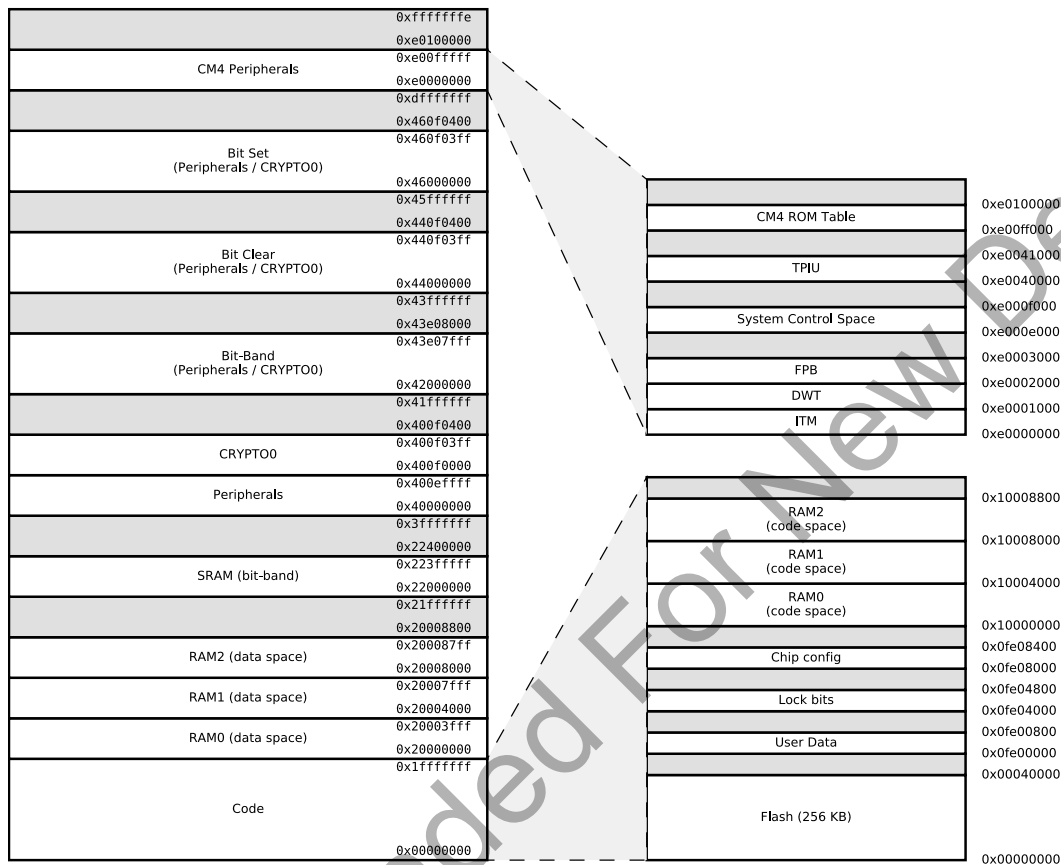 0xfffffffe
0xe0100000
0xe00fffff
CM4 Peripherals
0xe0000000
0xdfffffff
0x460f0400
0x460f03ff
Bit Set
(Peripherals / CRYPTO0)
0x46000000
0x45ffffff
0x440f0400
0x440f03ff
Bit Clear
(Peripherals / CRYPTO0)
0x44000000
0x43ffffff
0x43e08000
0x43e07fff
Bit-Band
(Peripherals / CRYPTO0)
0x42000000
0x41ffffff
0x400f0400
0x400f03ff
CRYPTO0
0x400f0000
0x400effff
Peripherals
0x40000000
0x3fffffff
0x22400000
0x223fffff
SRAM (bit-band)
0x22000000
0x21ffffff
0x20008800
0x200087ff
RAM2 (data space)
0x20008000
0x20007fff
RAM1 (data space)
0x20004000
0x20003fff
RAM0 (data space)
0x20000000
0x1fffffff
Code
0x00000000
0xe0100000
CM4 ROM Table
0xe00ff000
0xe0041000
TPIU
0xe0040000
0xe000f000
System Control Space
0xe000e000
0xe0003000
FPB
0xe0002000
DWT
0xe0001000
ITM
0xe0000000
0x10008800
RAM2
(code space)
0x10008000
RAM1
(code space)
0x10004000
RAM0
(code space)
0x10000000
0x0fe08400
Chip config
0x0fe08000
0x0fe04800
Lock bits
0x0fe04000
0x0fe00800
User Data
0x0fe00000
0x00040000
Flash (256 KB)
0x00000000
ended For New De